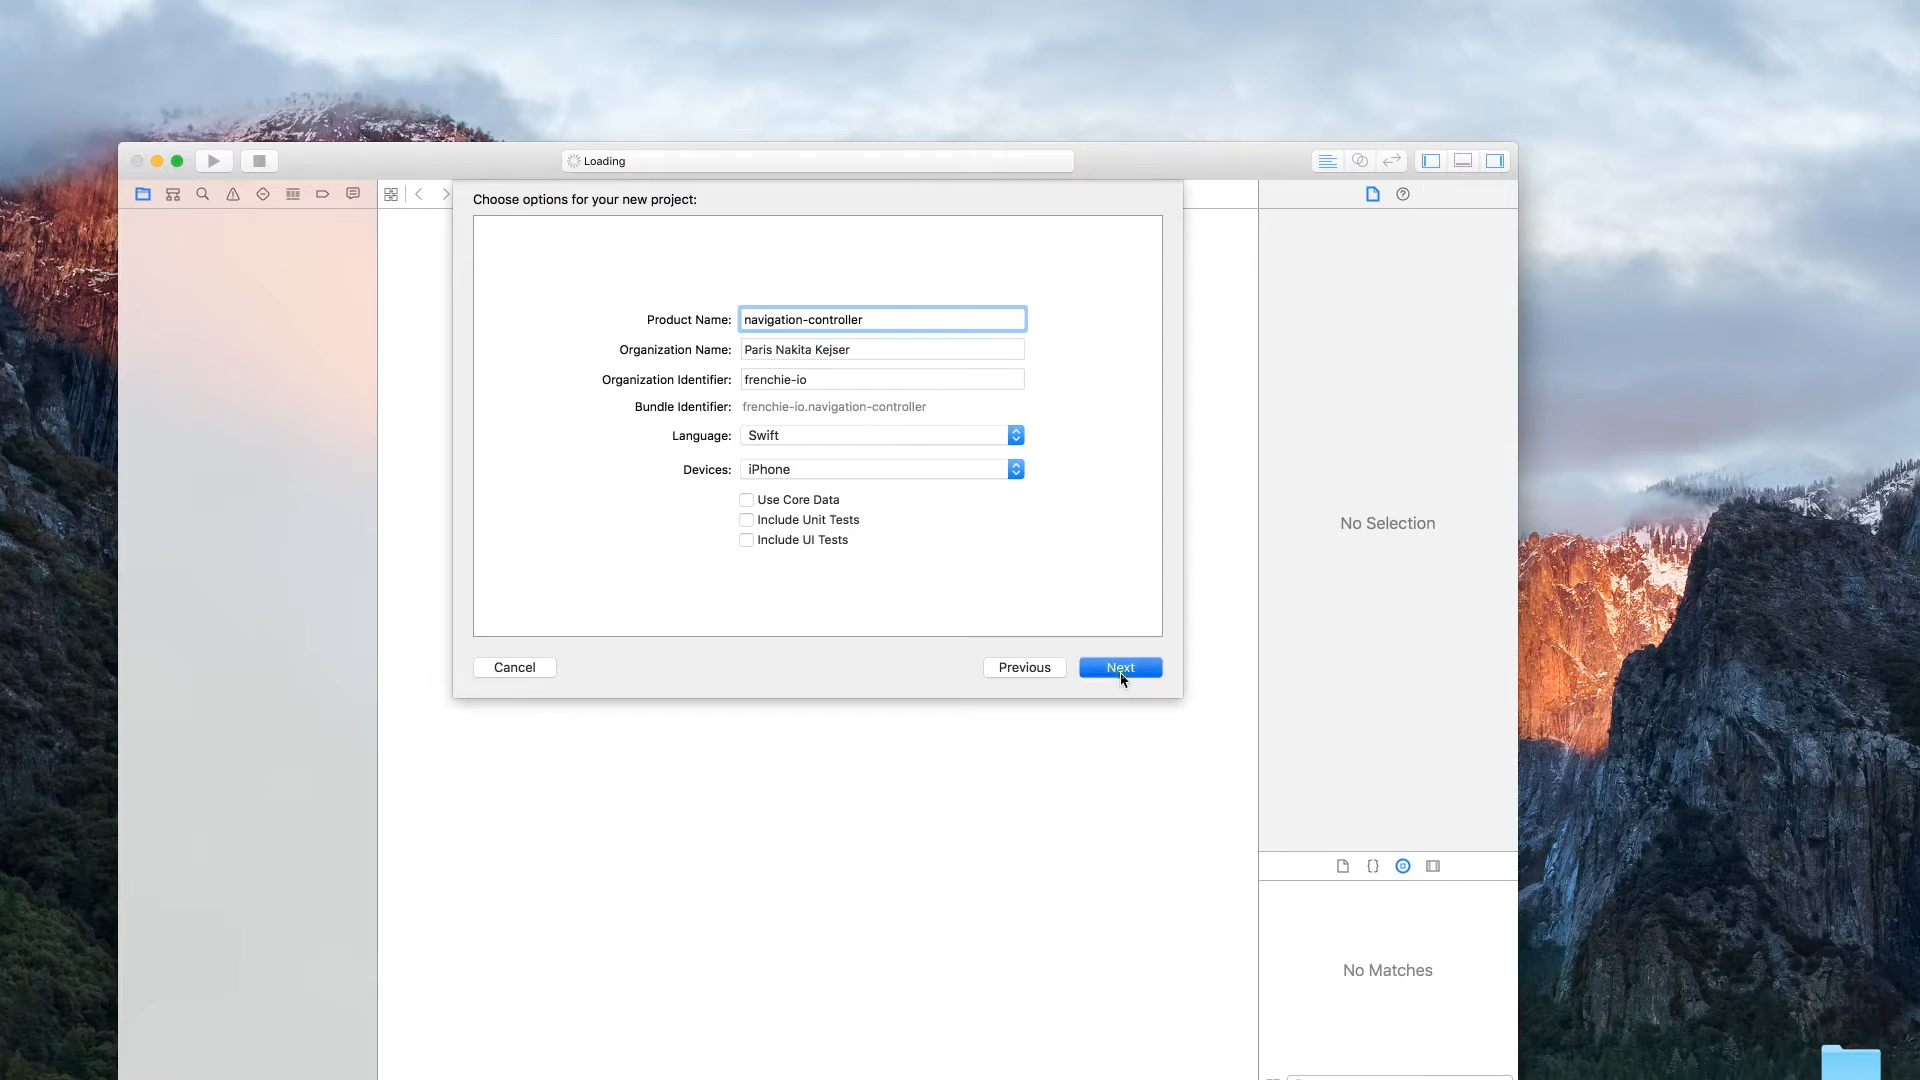 Loading
Choose options for your new project:
Product Name: navigation-controller
Organization Name: Paris Nakita Kejser
Organization Identifier: frenchie-io
Bundle Identifier: frenchie-io.navigation-controller
Language: Swift
Devices: iPhone
Use Core Data
Include Unit Tests
Include UI Tests
Cancel
Previous
Next
No Selection
No Matches